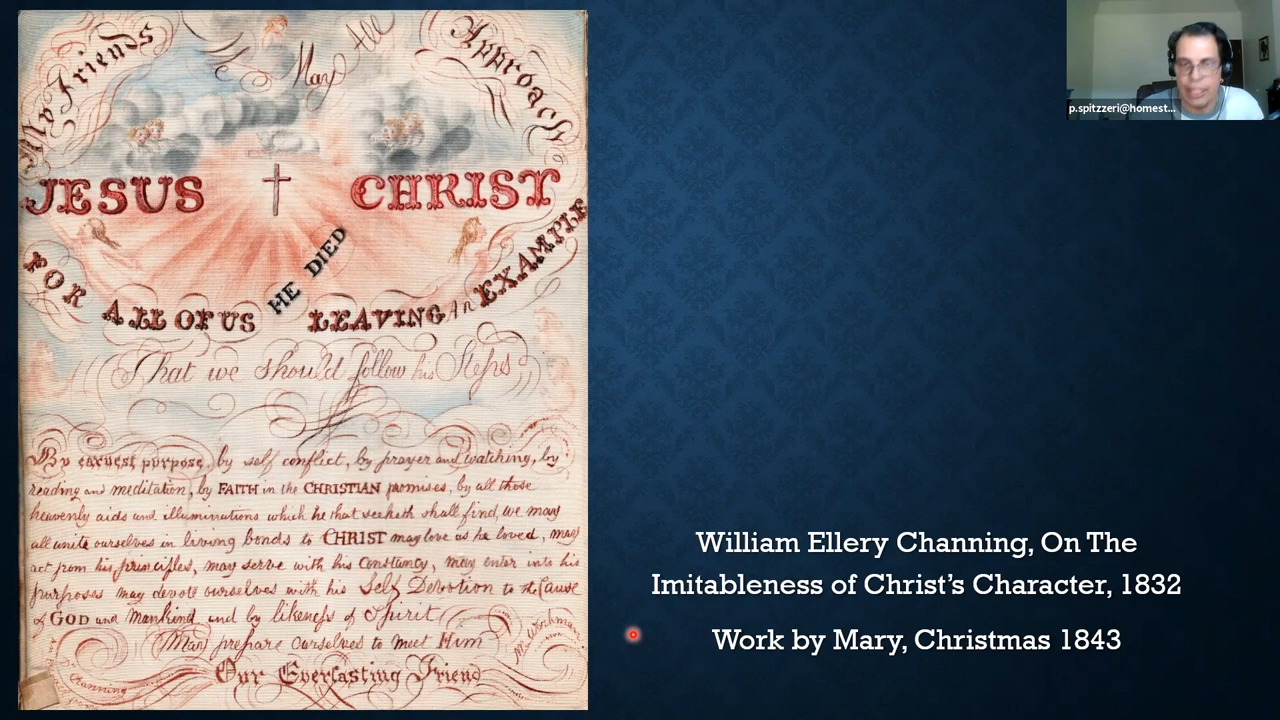 My Friends We May All Approach
JESUS CHRIST
HE DIED
FOR ALL OF US LEAVING An EXAMPLE
That we should follow his Steps
By earnest purpose, by self conflict, by prayer and watching, by
reading and meditation, by FAITH in the CHRISTIAN promises, by all those
heavenly aids and illuminations which he that seeketh shall find, we may
all unite ourselves in living bonds to CHRIST may love as he loved, may
act from his principles, may serve with his Constancy, may enter into his
purposes may devote ourselves with his Self Devotion to the Cause
of GOD and Mankind and by likeness of Spirit
May prepare ourselves to meet Him
Our Everlasting Friend
Channing
M. Workman
p.spitzzeri@homest...
William Ellery Channing, On The
Imitableness of Christ’s Character, 1832
Work by Mary, Christmas 1843